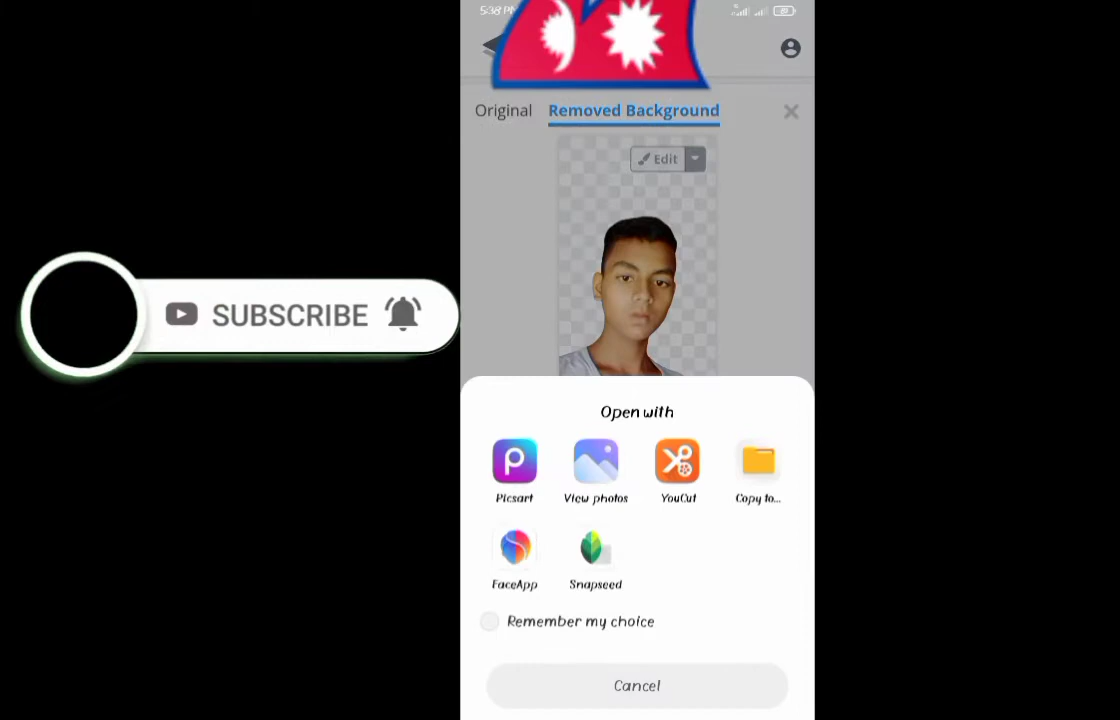 5:38 PM
Original Removed Background
Edit
SUBSCRIBE
Open with
Picsart View photos YouCut Copy to...
FaceApp Snapseed
Remember my choice
Cancel